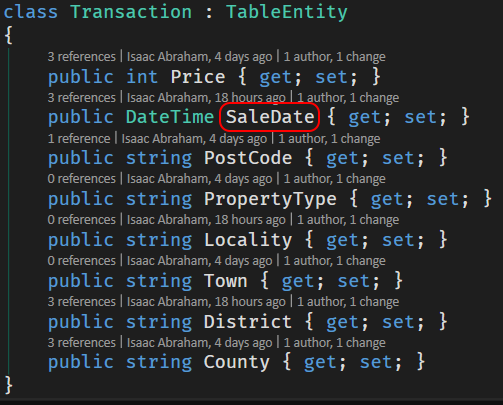 class Transaction : TableEntity
{
3 references | Isaac Abraham, 4 days ago | 1 author, 1 change
public int Price { get; set; }
3 references | Isaac Abraham, 18 hours ago | 1 author, 1 change
public DateTime SaleDate { get; set; }
1 reference | Isaac Abraham, 4 days ago | 1 author, 1 change
public string PostCode { get; set; }
0 references | Isaac Abraham, 4 days ago | 1 author, 1 change
public string PropertyType { get; set; }
0 references | Isaac Abraham, 18 hours ago | 1 author, 1 change
public string Locality { get; set; }
0 references | Isaac Abraham, 4 days ago | 1 author, 1 change
public string Town { get; set; }
3 references | Isaac Abraham, 18 hours ago | 1 author, 1 change
public string District { get; set; }
3 references | Isaac Abraham, 4 days ago | 1 author, 1 change
public string County { get; set; }
}